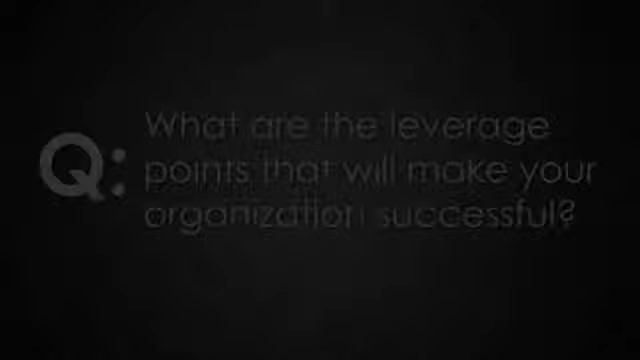 Q:
What are the leverage
points that will make your
organization successful?